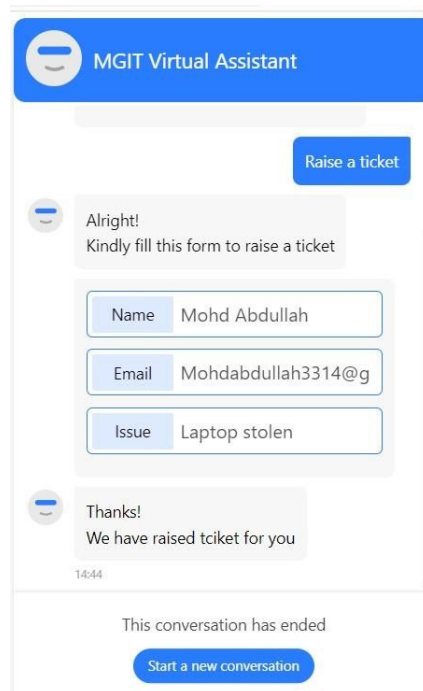 MGIT Virtual Assistant
Raise a ticket
Alright!
Kindly fill this form to raise a ticket
Name Mohd Abdullah
Email Mohdabdullah3314@g
Issue Laptop stolen
Thanks!
We have raised tciket for you
14:44
This conversation has ended
Start a new conversation